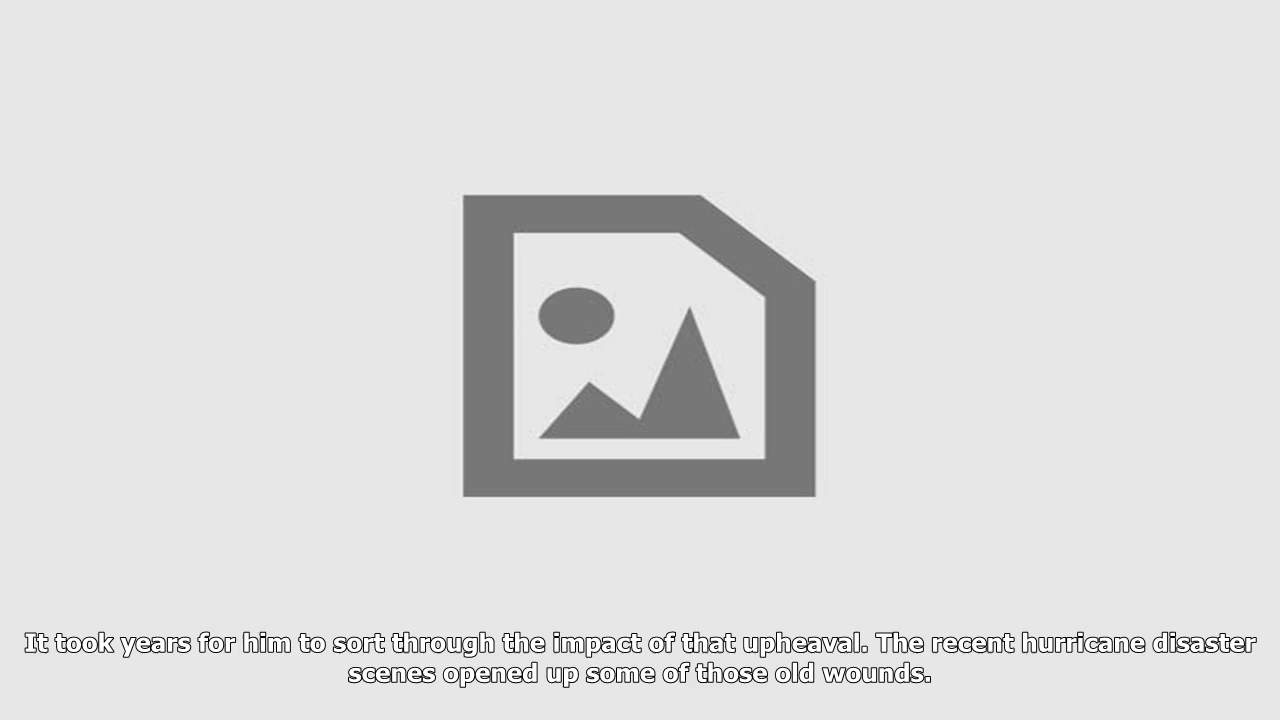 It took years for him to sort through the impact of that upheaval. The recent hurricane disaster
scenes opened up some of those old wounds.